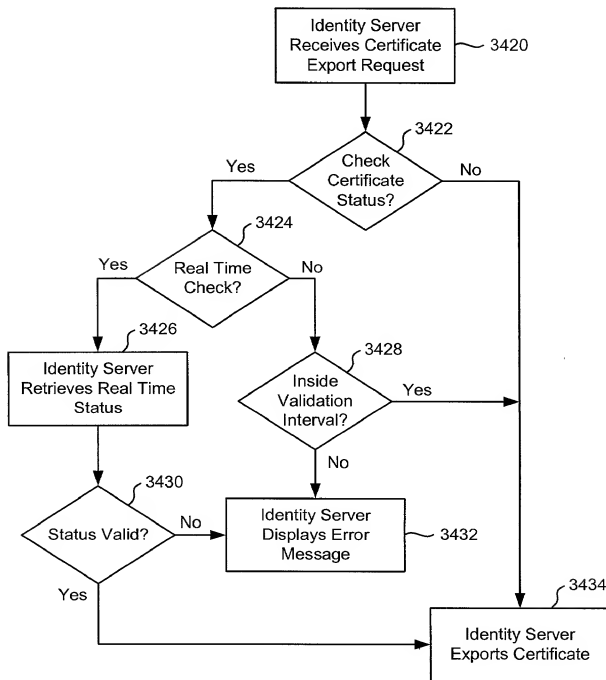 Identity Server
Receives Certificate
Export Request
3420
3422
Check
Certificate
Status?
Yes
No
3424
Real Time
Check?
Yes
No
3426
Identity Server
Retrieves Real Time
Status
3428
Inside
Validation
Interval?
Yes
No
3430
Status Valid?
No
Yes
Identity Server
Displays Error
Message
3432
3434
Identity Server
Exports Certificate